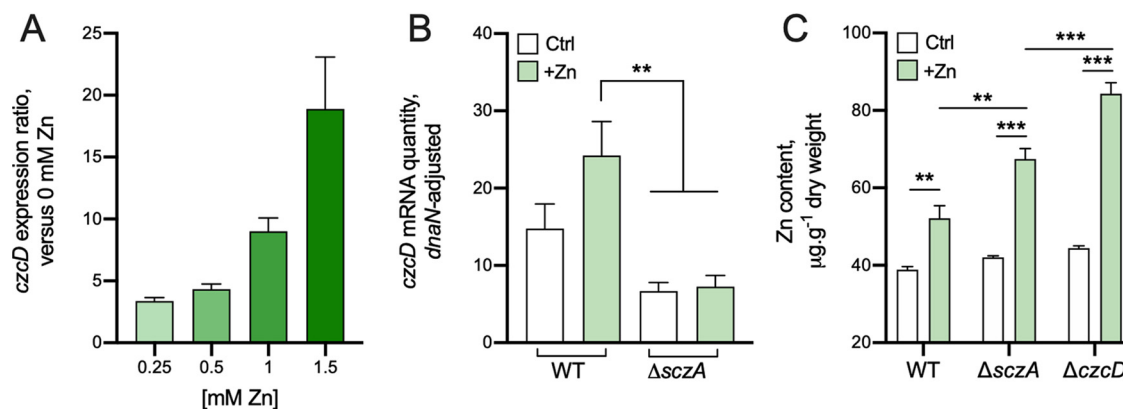 A
czcD expression ratio,
versus 0 mM Zn
25
20
15
10
5
0
0.25 0.5 1 1.5
[mM Zn]
B
czcD mRNA quantity,
dnaN-adjusted
40
30
20
10
0
Ctrl
+Zn
**
WT ΔsczA
C
Zn content,
µg.g⁻¹ dry weight
100
80
60
40
20
Ctrl
+Zn
***
***
**
***
**
WT ΔsczA ΔczcD